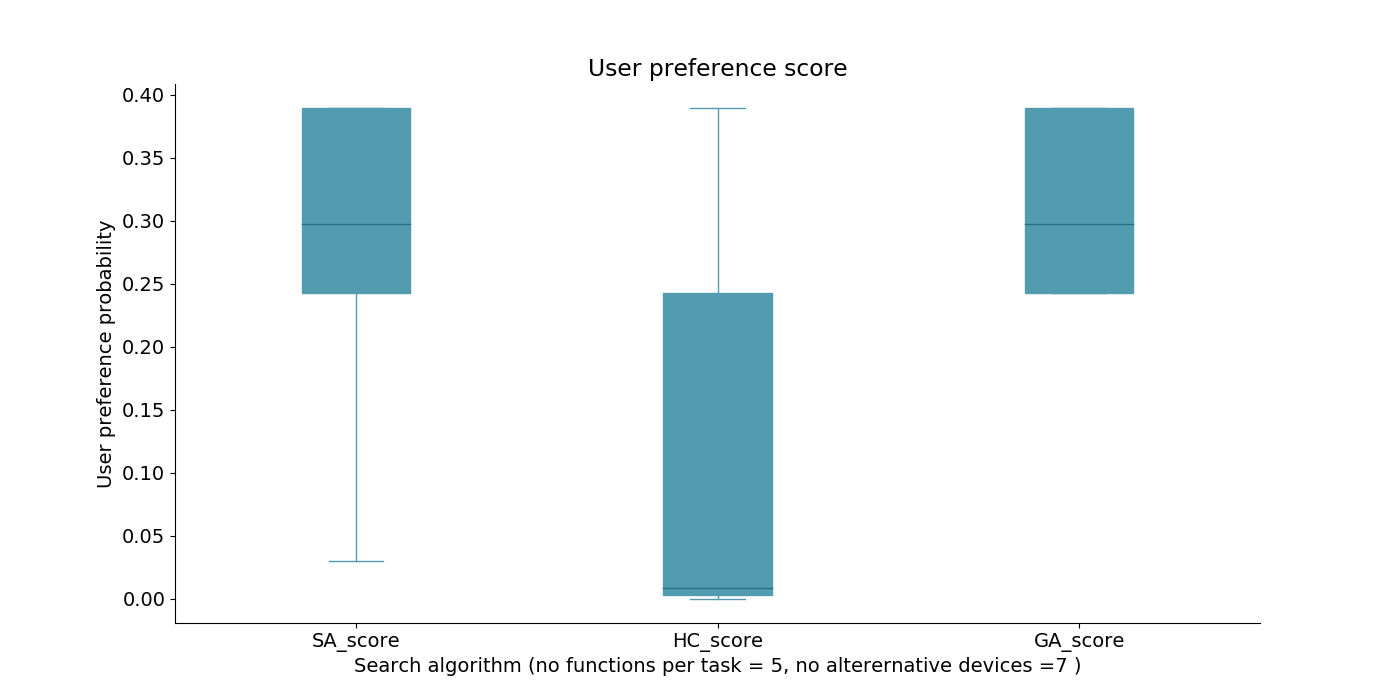 User preference score
0.40
0.35
0.30
0.25
0.20
0.15
0.10
0.05
0.00
User preference probability
SA_score HC_score GA_score
Search algorithm (no functions per task = 5, no altererrnative devices =7 )